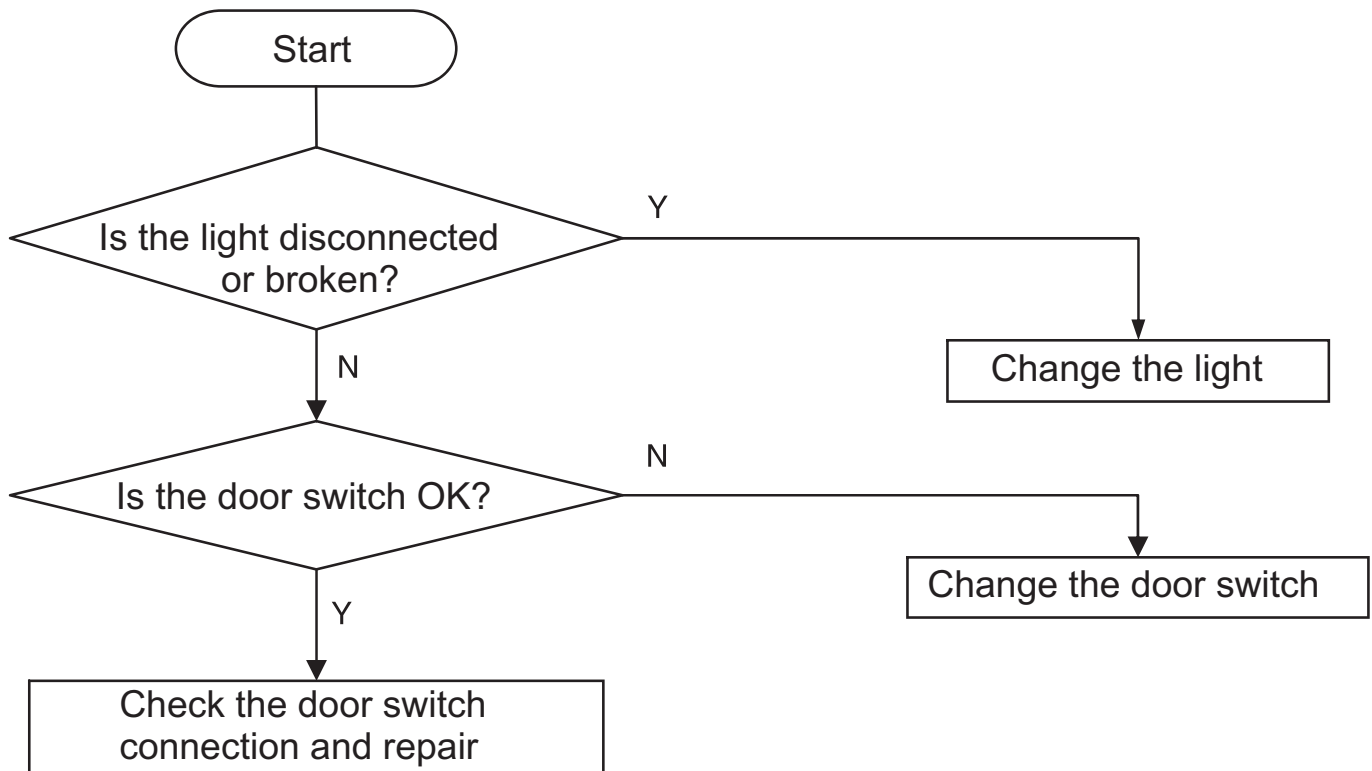 Start
Y
Is the light disconnected
or broken?
N
Change the light
N
Is the door switch OK?
Change the door switch
Y
Check the door switch
connection and repair